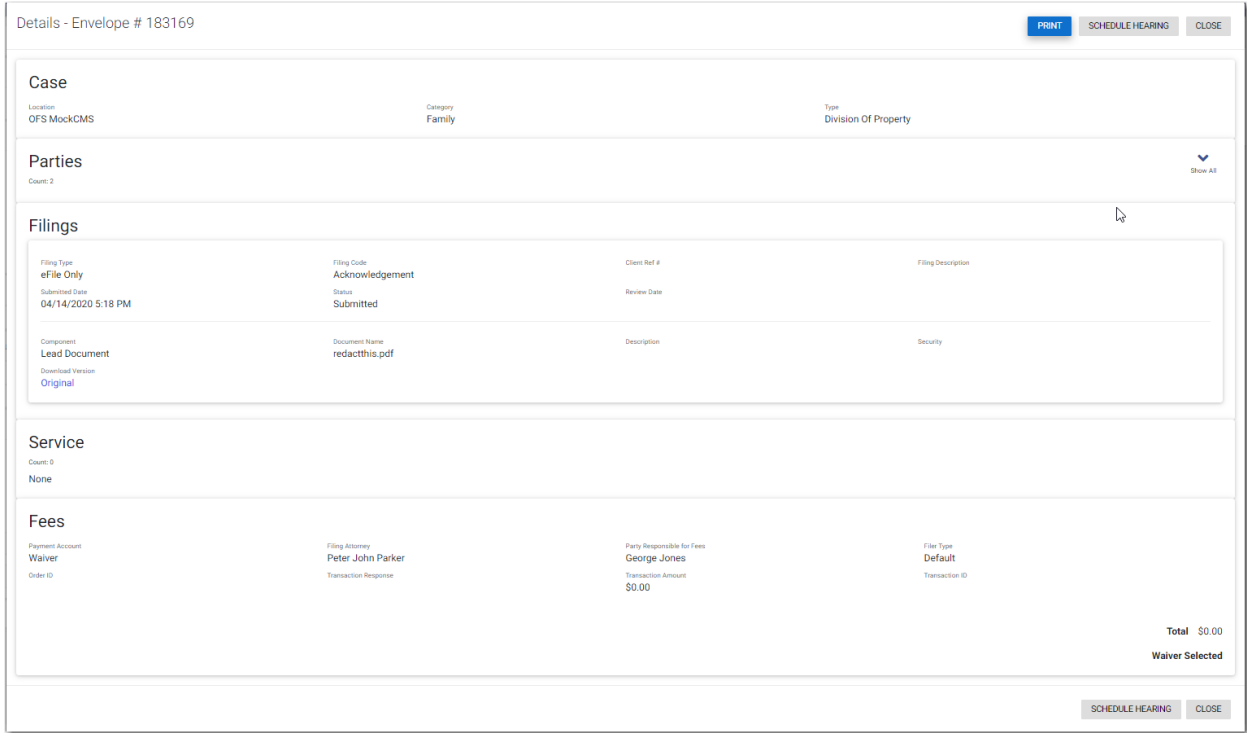 Details - Envelope # 183169
PRINT SCHEDULE HEARING CLOSE
Case
Location Category Type
OFS MockCMS Family Division Of Property
Parties
Count: 2
Show All
Filings
Filing Type Filing Code Client Ref # Filing Description
eFile Only Acknowledgement
Submitted Date Status Review Date
04/14/2020 5:18 PM Submitted
Component Document Name Description Security
Lead Document redactthis.pdf
Download Version
Original
Service
Count: 0
None
Fees
Payment Account Filing Attorney Party Responsible for Fees Filer Type
Waiver Peter John Parker George Jones Default
Order ID Transaction Response Transaction Amount Transaction ID
$0.00
Total $0.00
Waiver Selected
SCHEDULE HEARING CLOSE